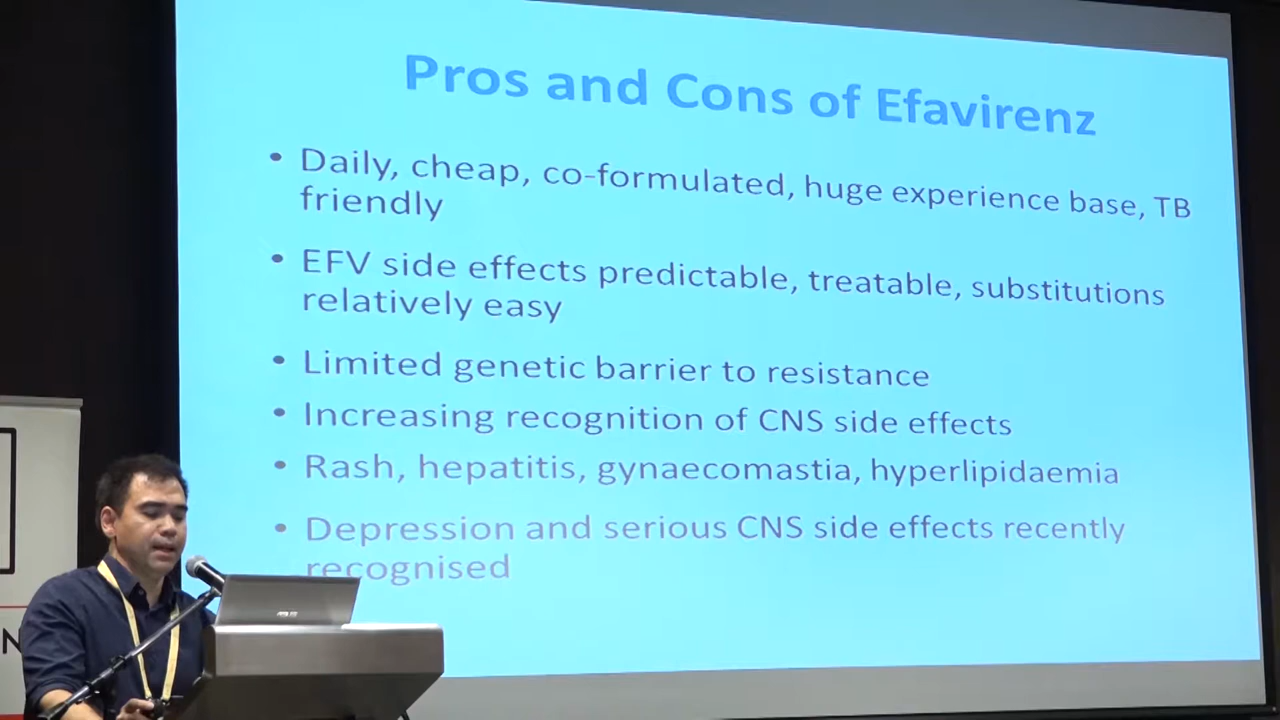 Pros and Cons of Efavirenz
• Daily, cheap, co-formulated, huge experience base, TB
friendly
• EFV side effects predictable, treatable, substitutions
relatively easy
• Limited genetic barrier to resistance
• Increasing recognition of CNS side effects
• Rash, hepatitis, gynaecomastia, hyperlipidaemia
• Depression and serious CNS side effects recently
recognised
N